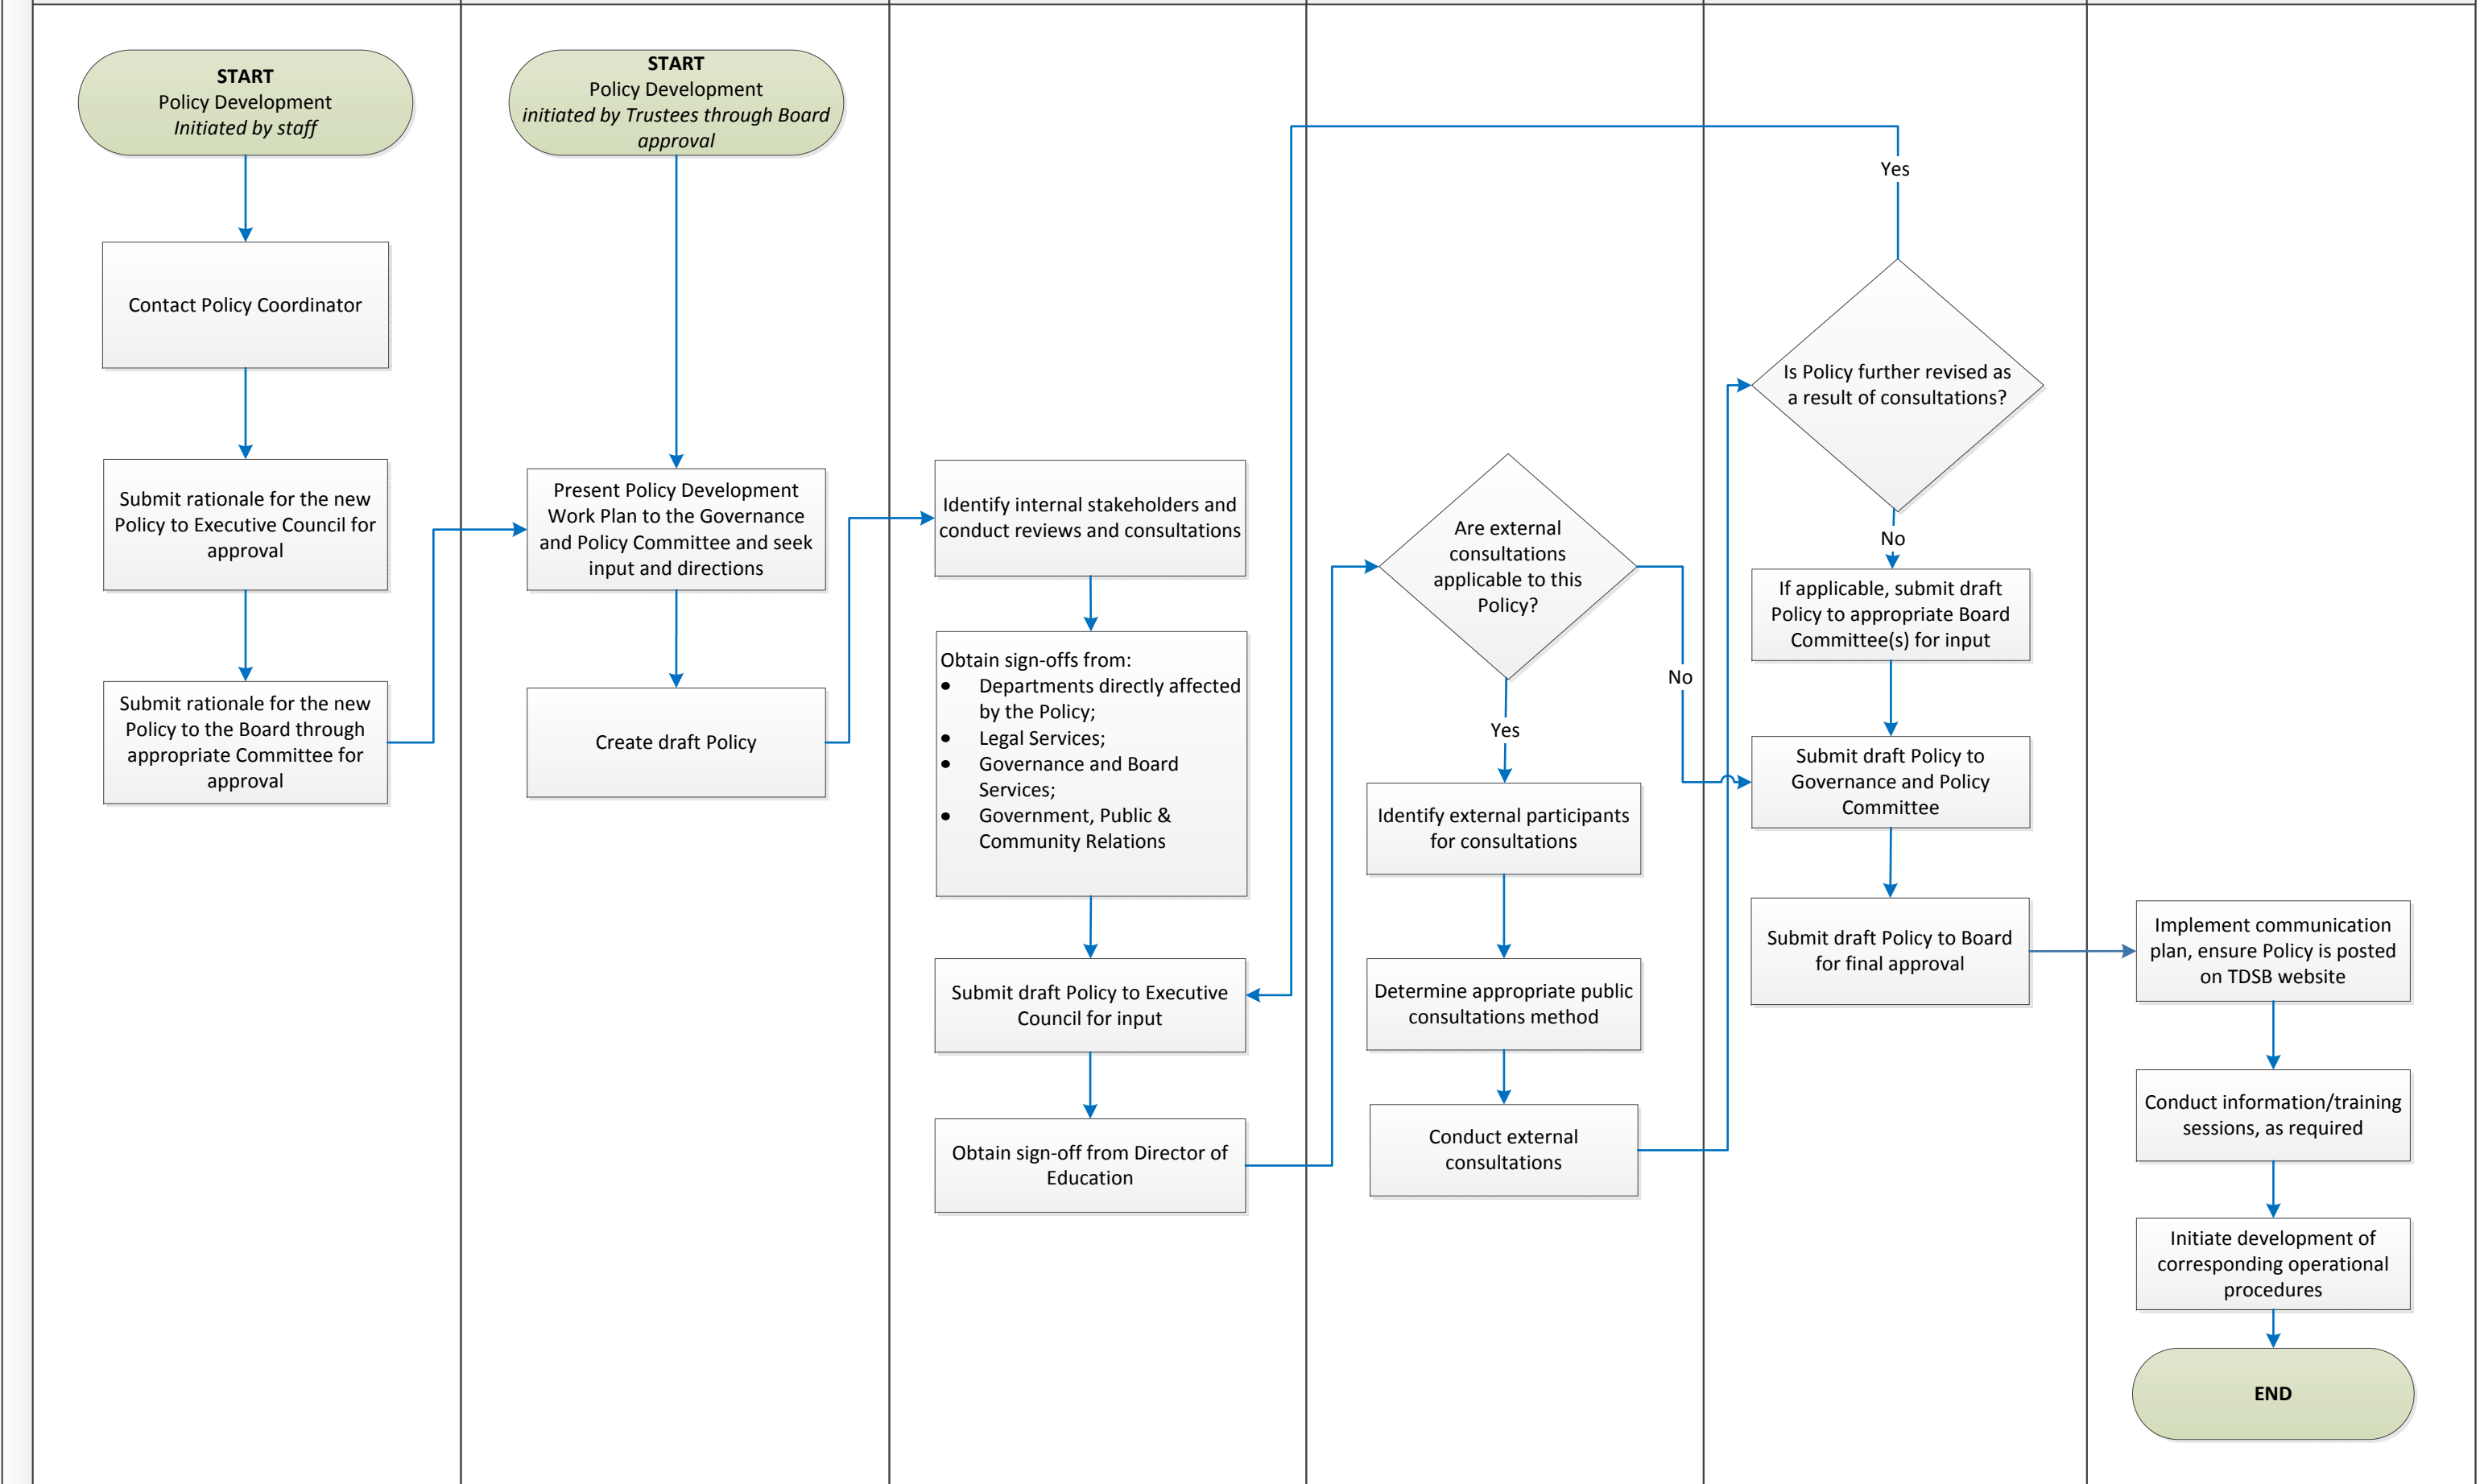 START
Policy Development
Initiated by staff
Contact Policy Coordinator
Submit rationale for the new
Policy to Executive Council for
approval
Submit rationale for the new
Policy to the Board through
appropriate Committee for
approval
START
Policy Development
initiated by Trustees through Board
approval
Present Policy Development
Work Plan to the Governance
and Policy Committee and seek
input and directions
Create draft Policy
Identify internal stakeholders and
conduct reviews and consultations
Obtain sign-offs from:
• Departments directly affected
by the Policy;
• Legal Services;
• Governance and Board
Services;
• Government, Public &
Community Relations
Submit draft Policy to Executive
Council for input
Obtain sign-off from Director of
Education
Are external
consultations
applicable to this
Policy?
Yes
No
Identify external participants
for consultations
Determine appropriate public
consultations method
Conduct external
consultations
Yes
Is Policy further revised as
a result of consultations?
No
If applicable, submit draft
Policy to appropriate Board
Committee(s) for input
Submit draft Policy to
Governance and Policy
Committee
Submit draft Policy to Board
for final approval
Implement communication
plan, ensure Policy is posted
on TDSB website
Conduct information/training
sessions, as required
Initiate development of
corresponding operational
procedures
END